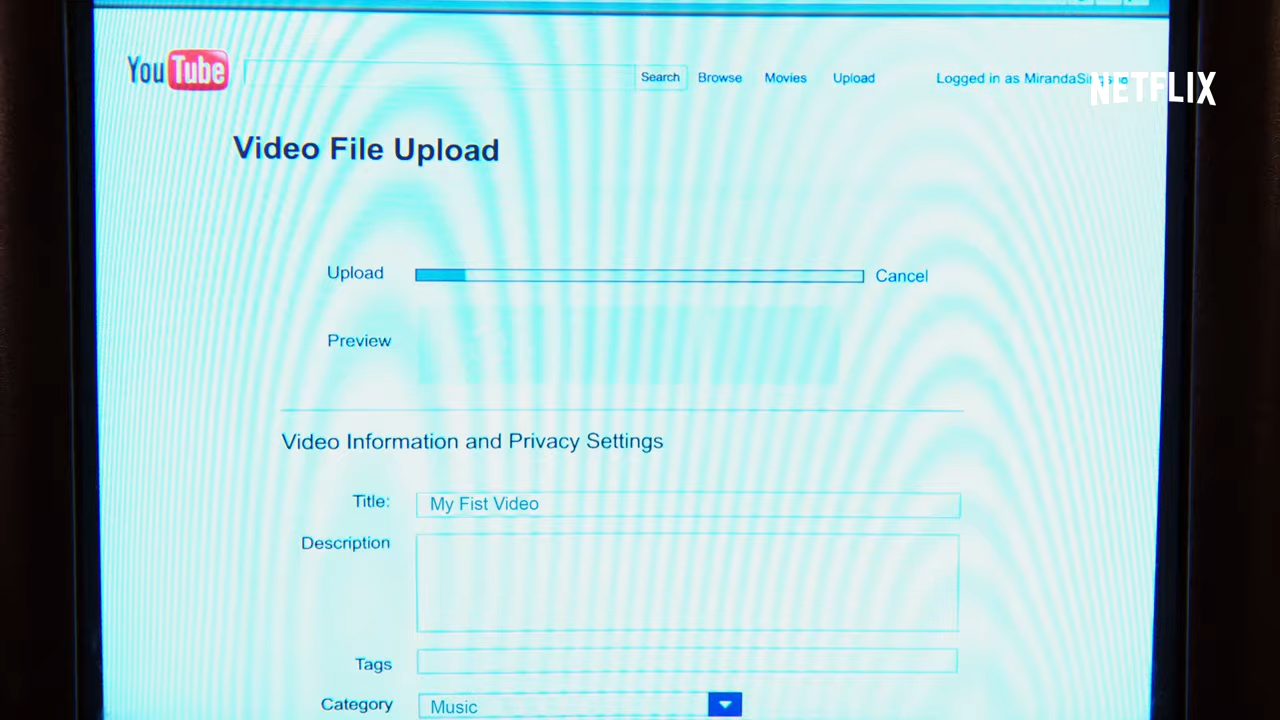 YouTube Search Browse Movies Upload Logged in as
NETFLIX
Video File Upload
Upload Cancel
Preview
Video Information and Privacy Settings
Title: My Fist Video
Description
Tags
Category Music